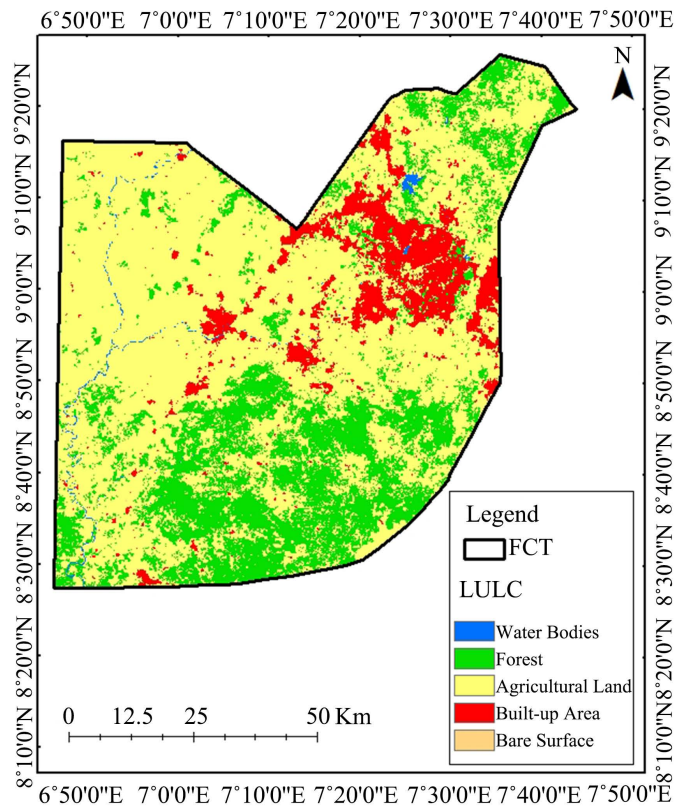 6°50'0"E 7°0'0"E 7°10'0"E 7°20'0"E 7°30'0"E 7°40'0"E 7°50'0"E
N
9°20'0"N 9°20'0"N
9°10'0"N 9°10'0"N
9°0'0"N 9°0'0"N
8°50'0"N 8°50'0"N
8°40'0"N 8°40'0"N
8°30'0"N 8°30'0"N
8°20'0"N 8°20'0"N
8°10'0"N 8°10'0"N
Legend
FCT
LULC
Water Bodies
Forest
Agricultural Land
Built-up Area
Bare Surface
0 12.5 25 50 Km
6°50'0"E 7°0'0"E 7°10'0"E 7°20'0"E 7°30'0"E 7°40'0"E 7°50'0"E